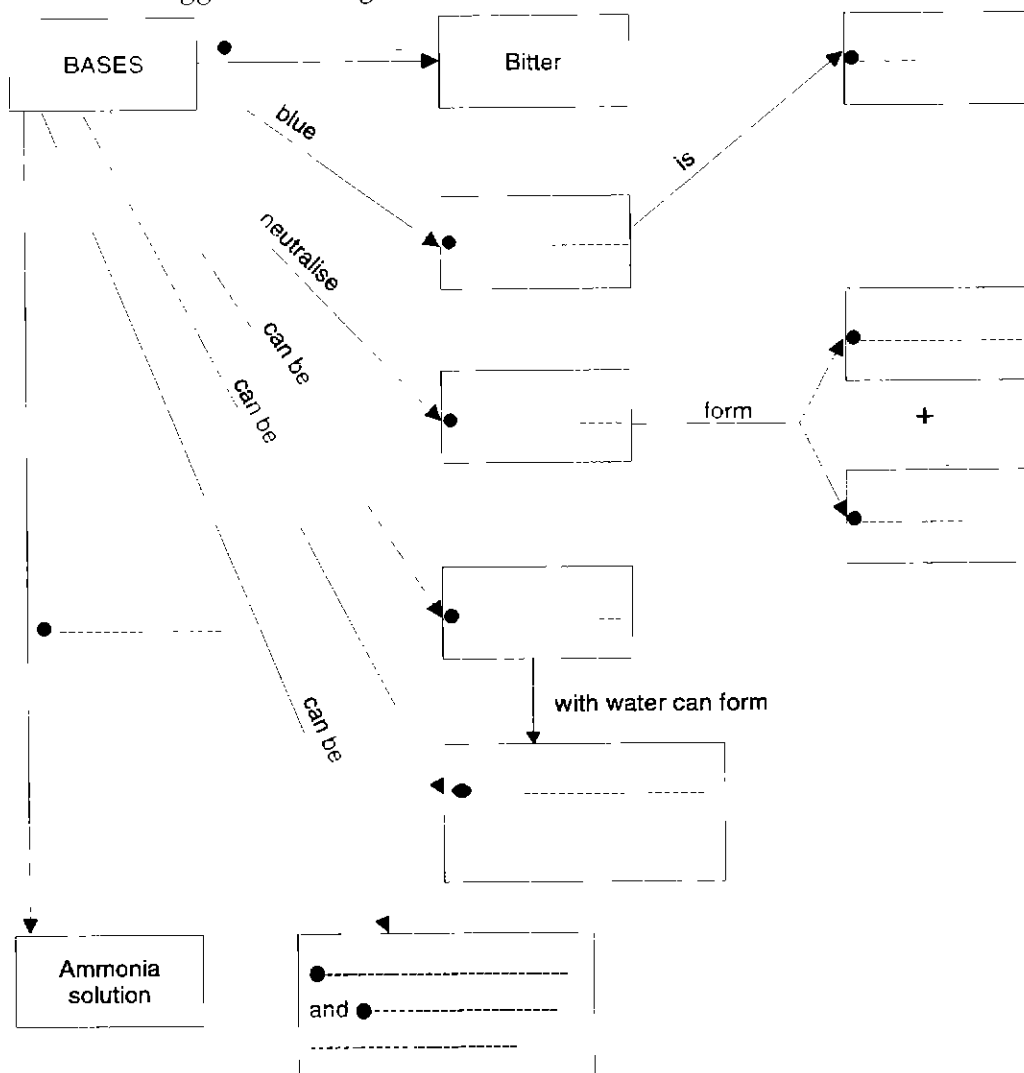 BASES
Bitter
blue
is
neutralise
can be
can be
form
+
with water can form
can be
Ammonia
solution
and